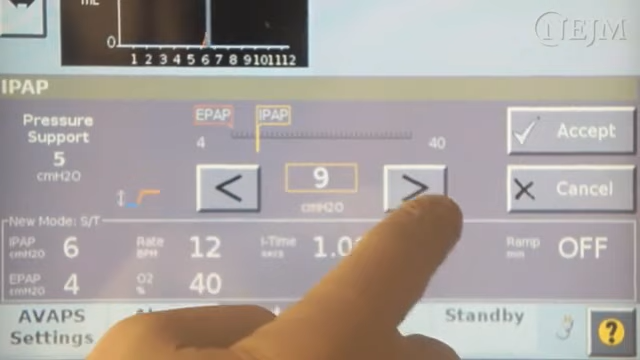 mL
0
1 2 3 4 5 6 7 8 9 10 11 12
NEJM
IPAP
Pressure
Support
5
cmH2O
EPAP IPAP
4 40
< 9 >
cmH2O
Accept
Cancel
New Mode: S/T
IPAP cmH2O 6
Rate BPM 12
I-Time secs
Ramp min OFF
EPAP cmH2O 4
O2 % 40
AVAPS
Settings
Standby
?